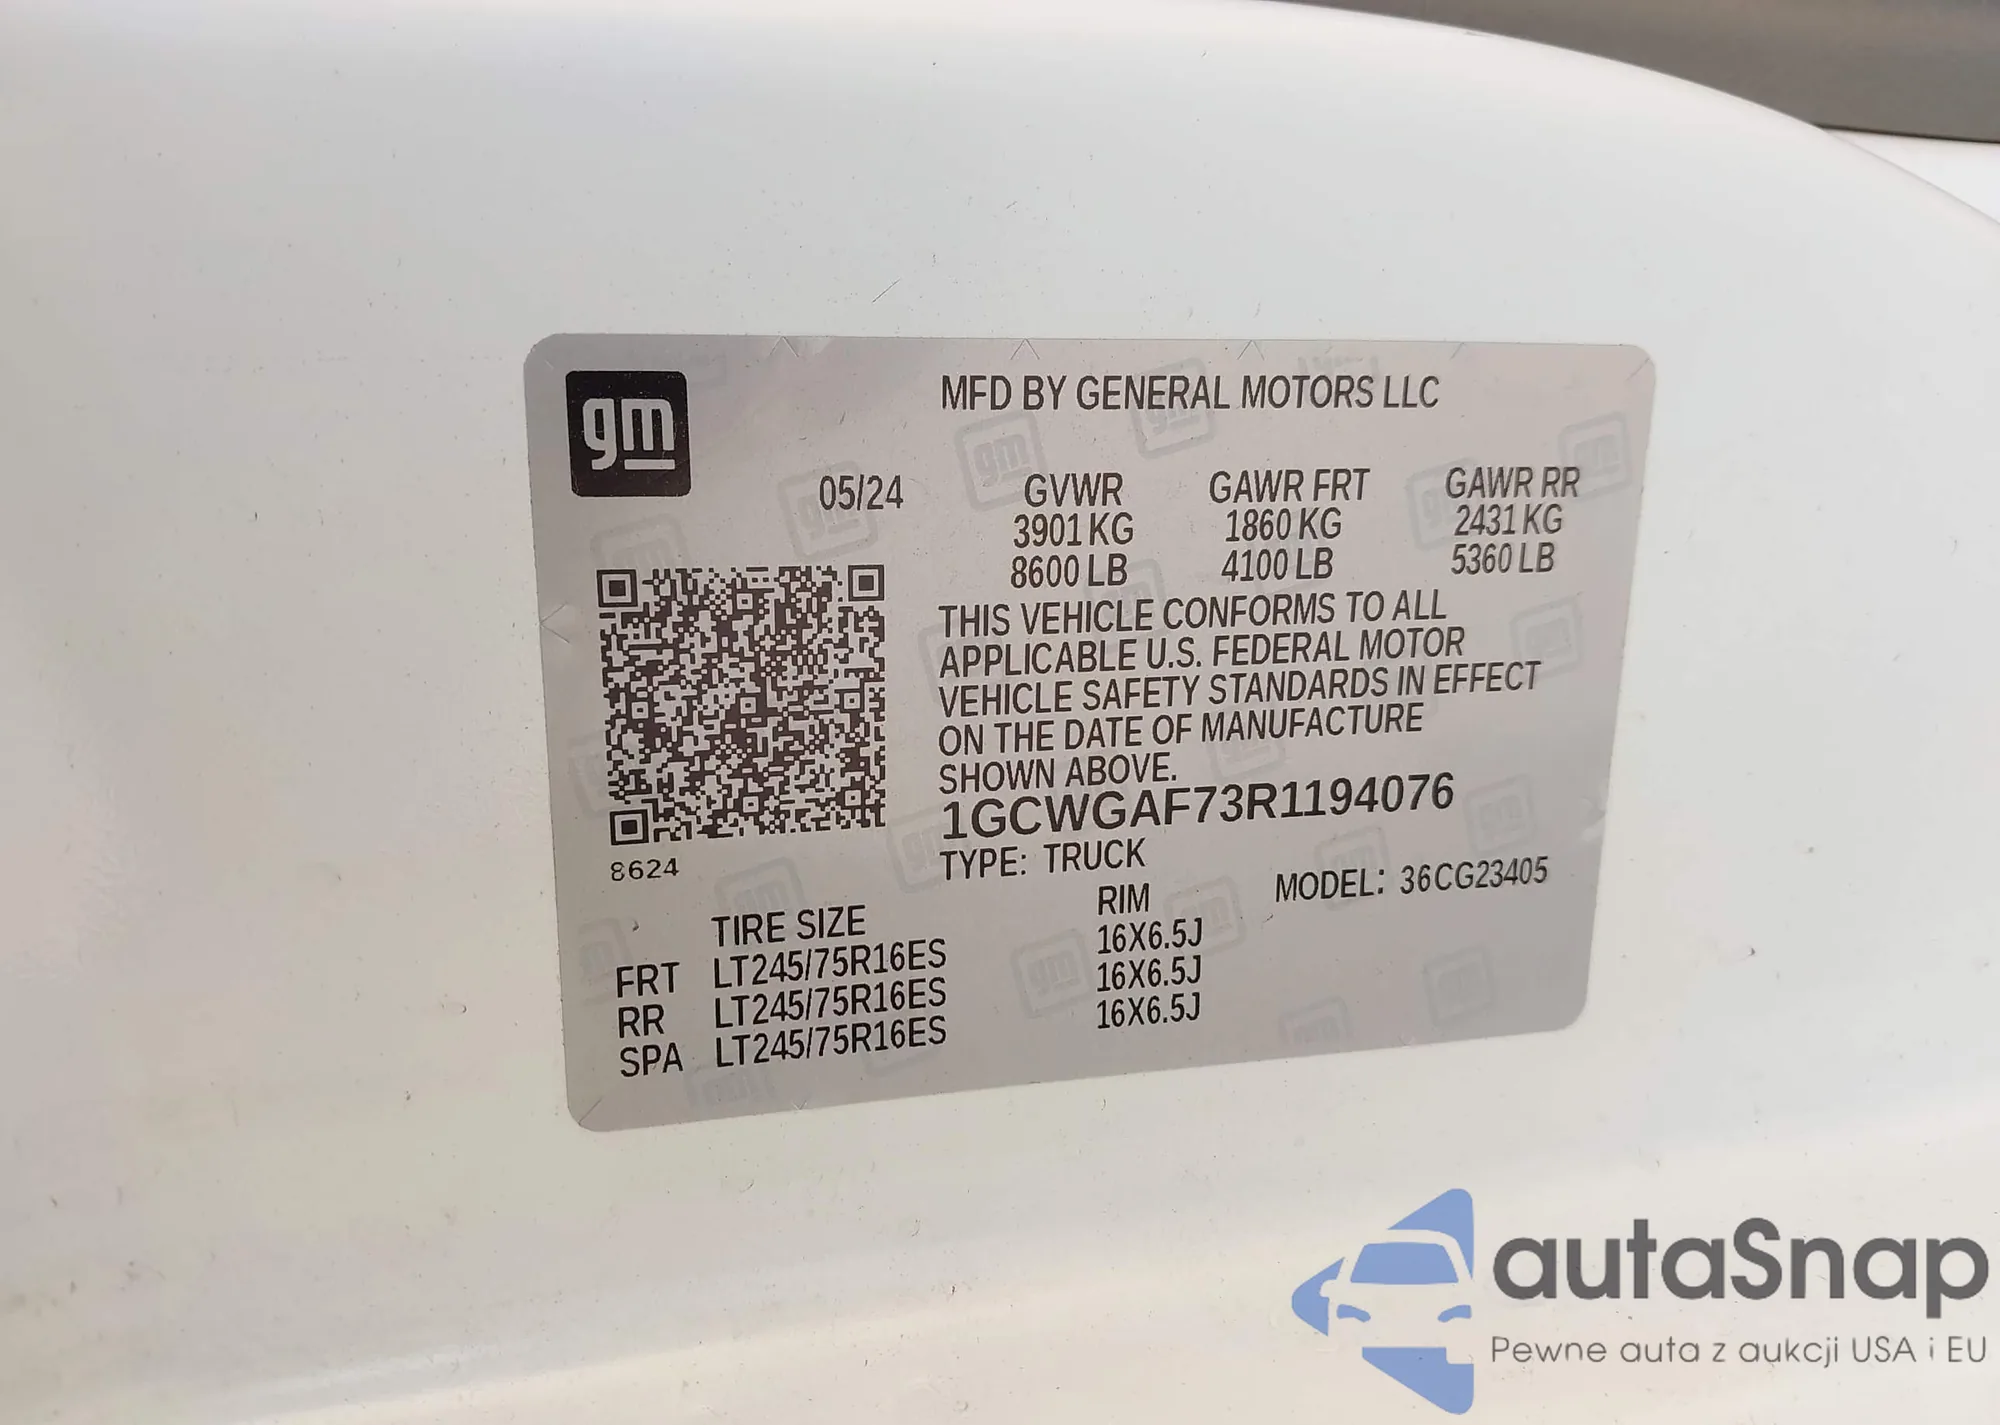 gm
MFD BY GENERAL MOTORS LLC
05/24 GVWR GAWR FRT GAWR RR
3901 KG 1860 KG 2431 KG
8600 LB 4100 LB 5360 LB
THIS VEHICLE CONFORMS TO ALL
APPLICABLE U.S. FEDERAL MOTOR
VEHICLE SAFETY STANDARDS IN EFFECT
ON THE DATE OF MANUFACTURE
SHOWN ABOVE.
1GCWGAF73R1194076
8624
TYPE: TRUCK
MODEL: 36CG23405
TIRE SIZE RIM
FRT LT245/75R16ES 16X6.5J
RR LT245/75R16ES 16X6.5J
SPA LT245/75R16ES 16X6.5J
autaSnap
Pewne auta z aukcji USA i EU